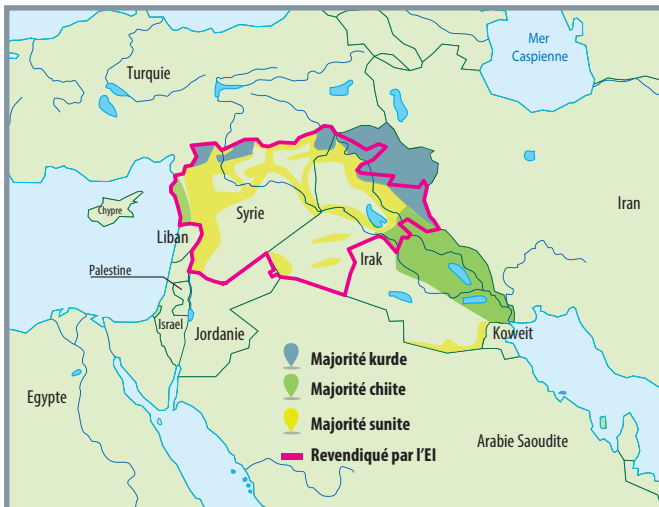 Mer
Caspienne
Turquie
Chypre
Syrie
Iran
Liban
Irak
Palestine
Israel
Jordanie
Koweit
Egypte
Arabie Saoudite
Majorité kurde
Majorité chiite
Majorité sunite
Revendiqué par l'EI